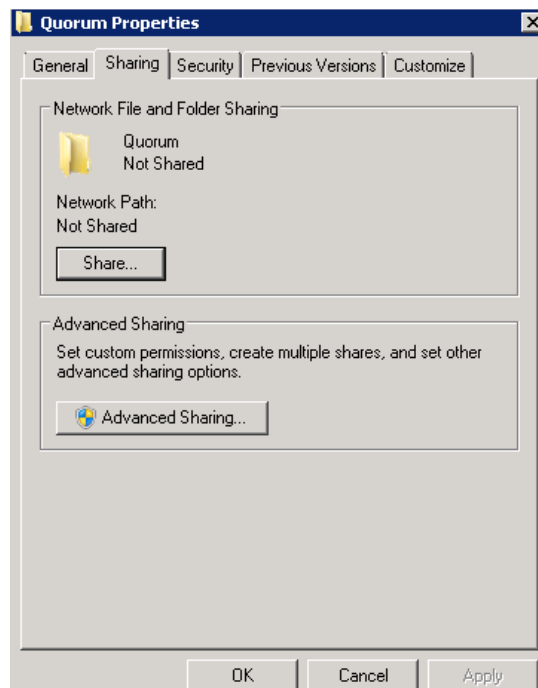 Quorum Properties
General Sharing Security Previous Versions Customize
Network File and Folder Sharing
Quorum
Not Shared
Network Path:
Not Shared
Share...
Advanced Sharing
Set custom permissions, create multiple shares, and set other
advanced sharing options.
Advanced Sharing...
OK Cancel Apply